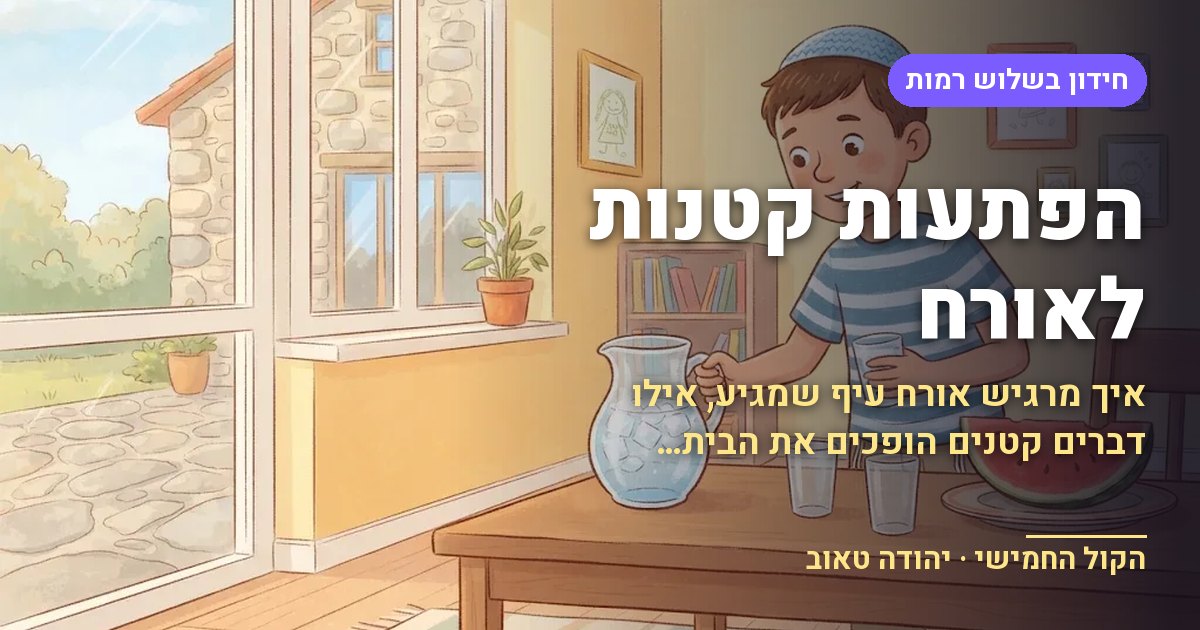 חידון בשלוש רמות
הפתעות קטנות
לאורח
איך מרגיש אורח עיף שמגיע, אילו
דברים קטנים הופכים את הבית...
הקול החמישי · יהודה טאוב